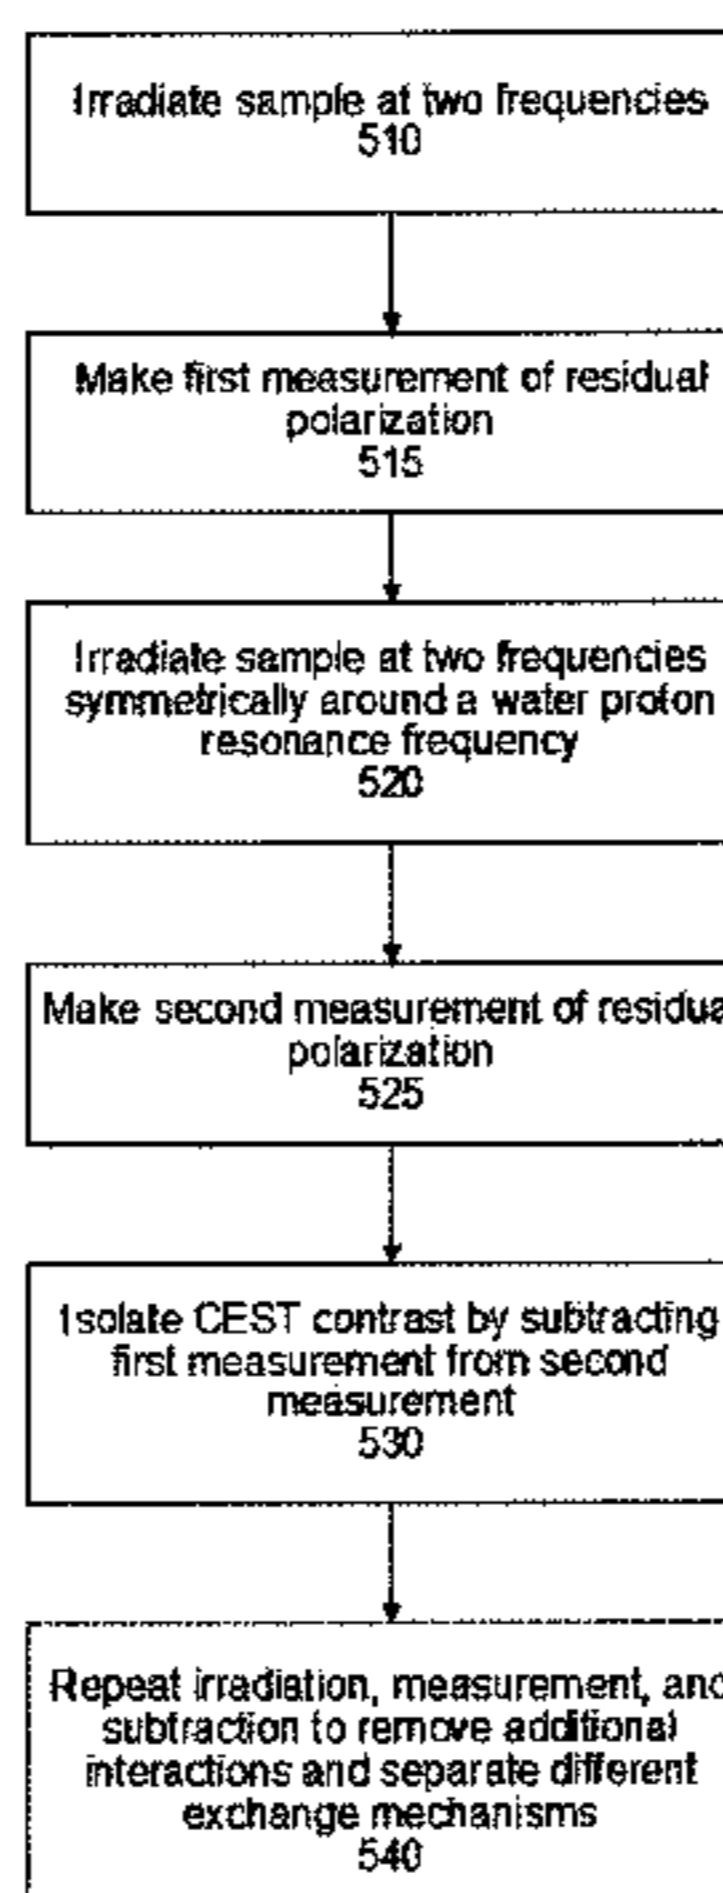 Irradiate sample at two frequencies
510
Make first measurement of residual
polarization
515
Irradiate sample at two frequencies
symmetrically around a water proton
resonance frequency
520
Make second measurement of residua
polarization
525
Isolate CEST contrast by subtracting
first measurement from second
measurement
530
Repeat irradiation, measurement, and
subtraction to remove additional
interactions and separate different
exchange mechanisms
540